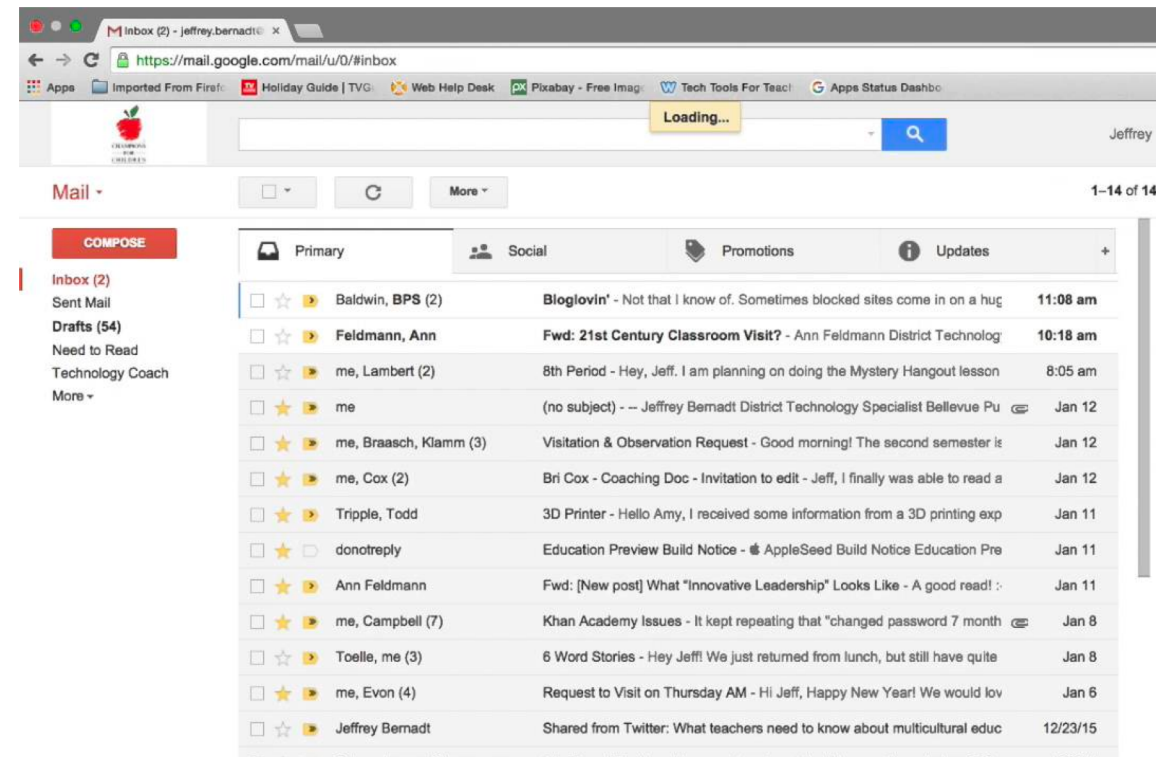 Inbox (2) - jeffrey.bernadt@ ×
https://mail.google.com/mail/u/0/#inbox
Apps Imported From Firefo Holiday Guide | TVG Web Help Desk Pixabay - Free Imag Tech Tools For Teach Apps Status Dashbo
Loading...
CHAMPIONS
FOR
CHILDREN
Jeffrey
Mail
More
1–14 of 14
COMPOSE
Primary Social Promotions Updates +
Inbox (2)
Sent Mail
Drafts (54)
Need to Read
Technology Coach
More
Baldwin, BPS (2) Bloglovin' - Not that I know of. Sometimes blocked sites come in on a hug 11:08 am
Feldmann, Ann Fwd: 21st Century Classroom Visit? - Ann Feldmann District Technolog 10:18 am
me, Lambert (2) 8th Period - Hey, Jeff. I am planning on doing the Mystery Hangout lesson 8:05 am
me (no subject) - -- Jeffrey Bernadt District Technology Specialist Bellevue Pu Jan 12
me, Braasch, Klamm (3) Visitation & Observation Request - Good morning! The second semester is Jan 12
me, Cox (2) Bri Cox - Coaching Doc - Invitation to edit - Jeff, I finally was able to read a Jan 12
Tripple, Todd 3D Printer - Hello Amy, I received some information from a 3D printing exp Jan 11
donotreply Education Preview Build Notice - AppleSeed Build Notice Education Pre Jan 11
Ann Feldmann Fwd: [New post] What "Innovative Leadership" Looks Like - A good read! :- Jan 11
me, Campbell (7) Khan Academy Issues - It kept repeating that "changed password 7 month Jan 8
Toelle, me (3) 6 Word Stories - Hey Jeff! We just returned from lunch, but still have quite Jan 8
me, Evon (4) Request to Visit on Thursday AM - Hi Jeff, Happy New Year! We would lov Jan 6
Jeffrey Bernadt Shared from Twitter: What teachers need to know about multicultural educ 12/23/15